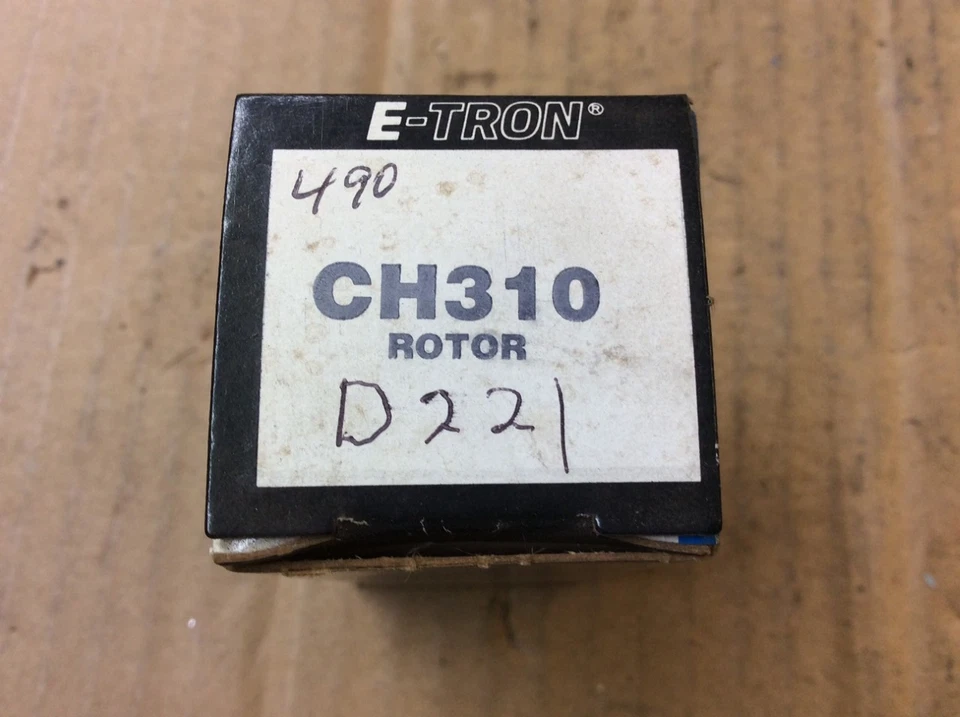 E-TRON®
490
CH310
ROTOR
D221